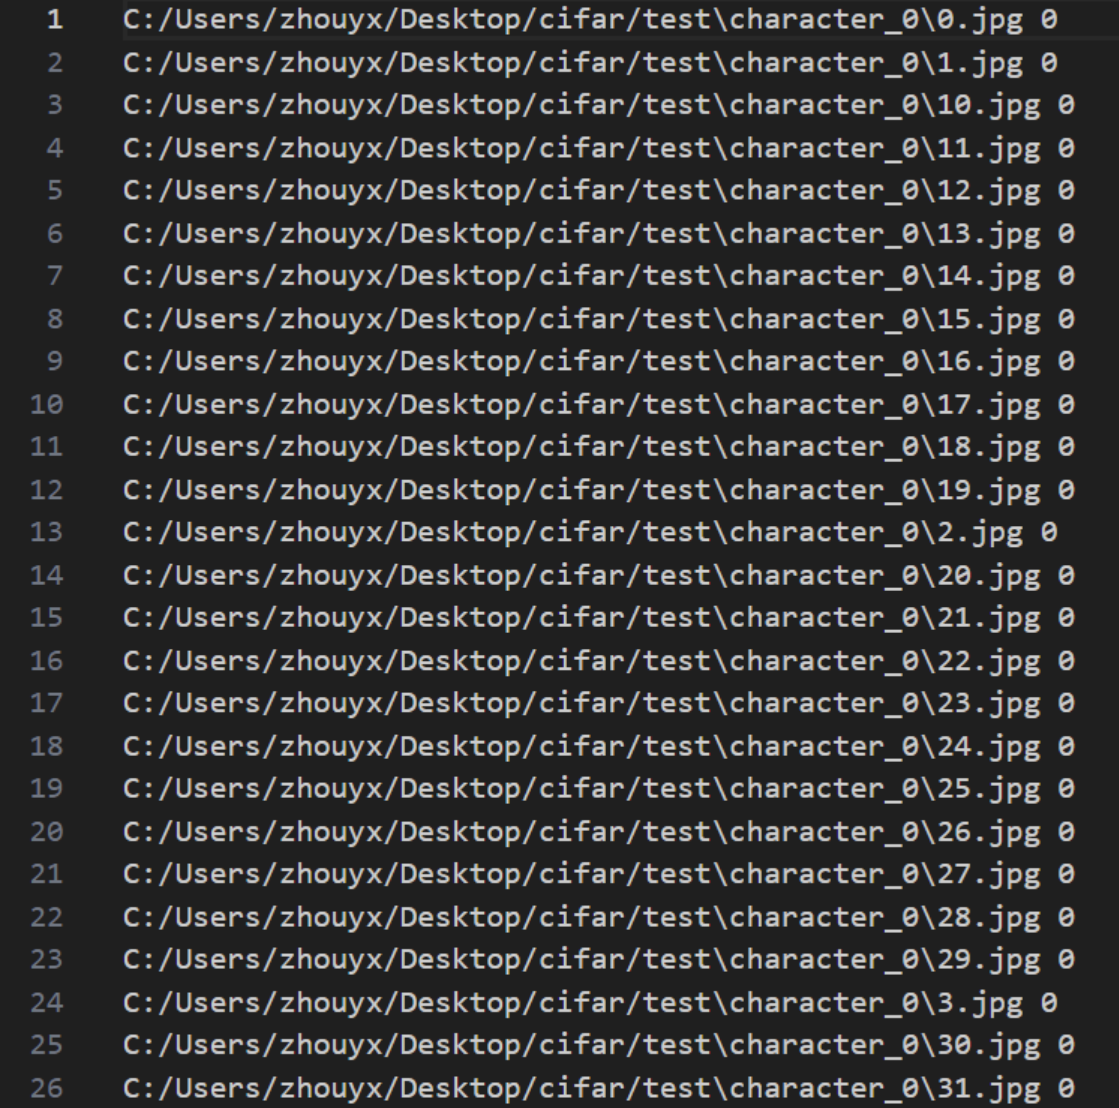 1 C:/Users/zhouyx/Desktop/cifar/test\character_0\0.jpg 0
2 C:/Users/zhouyx/Desktop/cifar/test\character_0\1.jpg 0
3 C:/Users/zhouyx/Desktop/cifar/test\character_0\10.jpg 0
4 C:/Users/zhouyx/Desktop/cifar/test\character_0\11.jpg 0
5 C:/Users/zhouyx/Desktop/cifar/test\character_0\12.jpg 0
6 C:/Users/zhouyx/Desktop/cifar/test\character_0\13.jpg 0
7 C:/Users/zhouyx/Desktop/cifar/test\character_0\14.jpg 0
8 C:/Users/zhouyx/Desktop/cifar/test\character_0\15.jpg 0
9 C:/Users/zhouyx/Desktop/cifar/test\character_0\16.jpg 0
10 C:/Users/zhouyx/Desktop/cifar/test\character_0\17.jpg 0
11 C:/Users/zhouyx/Desktop/cifar/test\character_0\18.jpg 0
12 C:/Users/zhouyx/Desktop/cifar/test\character_0\19.jpg 0
13 C:/Users/zhouyx/Desktop/cifar/test\character_0\2.jpg 0
14 C:/Users/zhouyx/Desktop/cifar/test\character_0\20.jpg 0
15 C:/Users/zhouyx/Desktop/cifar/test\character_0\21.jpg 0
16 C:/Users/zhouyx/Desktop/cifar/test\character_0\22.jpg 0
17 C:/Users/zhouyx/Desktop/cifar/test\character_0\23.jpg 0
18 C:/Users/zhouyx/Desktop/cifar/test\character_0\24.jpg 0
19 C:/Users/zhouyx/Desktop/cifar/test\character_0\25.jpg 0
20 C:/Users/zhouyx/Desktop/cifar/test\character_0\26.jpg 0
21 C:/Users/zhouyx/Desktop/cifar/test\character_0\27.jpg 0
22 C:/Users/zhouyx/Desktop/cifar/test\character_0\28.jpg 0
23 C:/Users/zhouyx/Desktop/cifar/test\character_0\29.jpg 0
24 C:/Users/zhouyx/Desktop/cifar/test\character_0\3.jpg 0
25 C:/Users/zhouyx/Desktop/cifar/test\character_0\30.jpg 0
26 C:/Users/zhouyx/Desktop/cifar/test\character_0\31.jpg 0